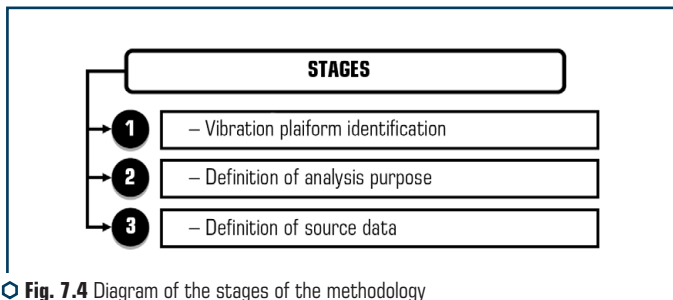 STAGES
1 – Vibration plaiform identification
2 – Definition of analysis purpose
3 – Definition of source data
Fig. 7.4 Diagram of the stages of the methodology